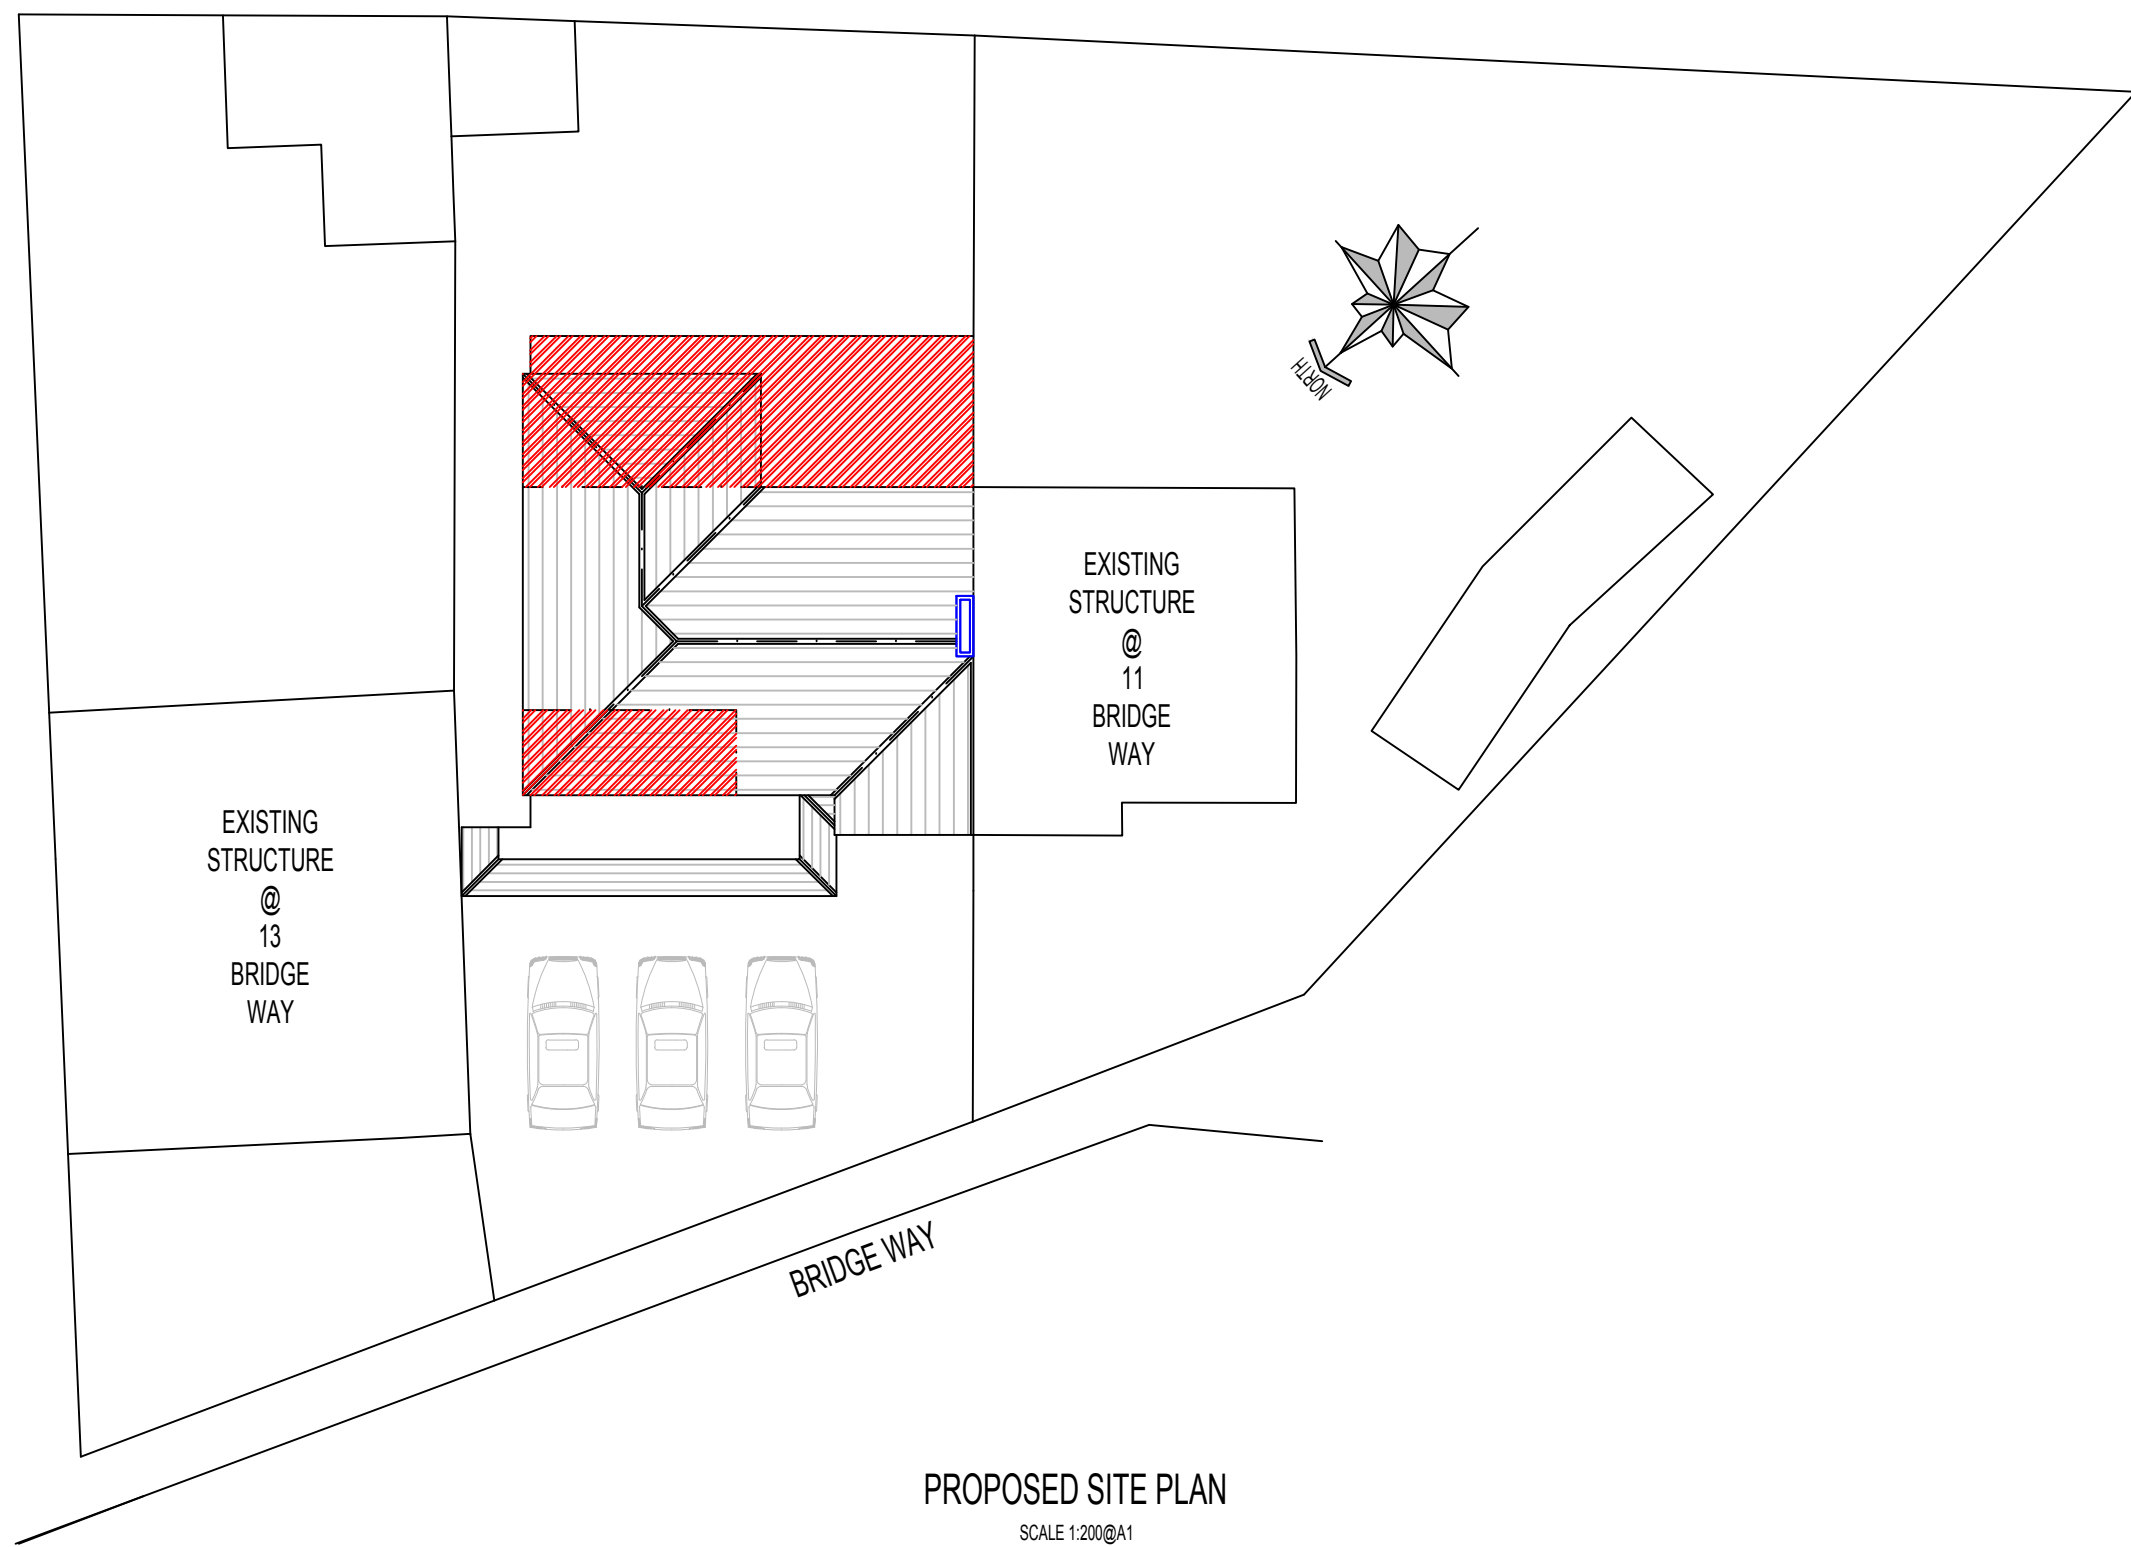 NORTH
EXISTING
STRUCTURE
@
11
BRIDGE
WAY
EXISTING
STRUCTURE
@
13
BRIDGE
WAY
BRIDGE WAY
PROPOSED SITE PLAN
SCALE 1:200@A1